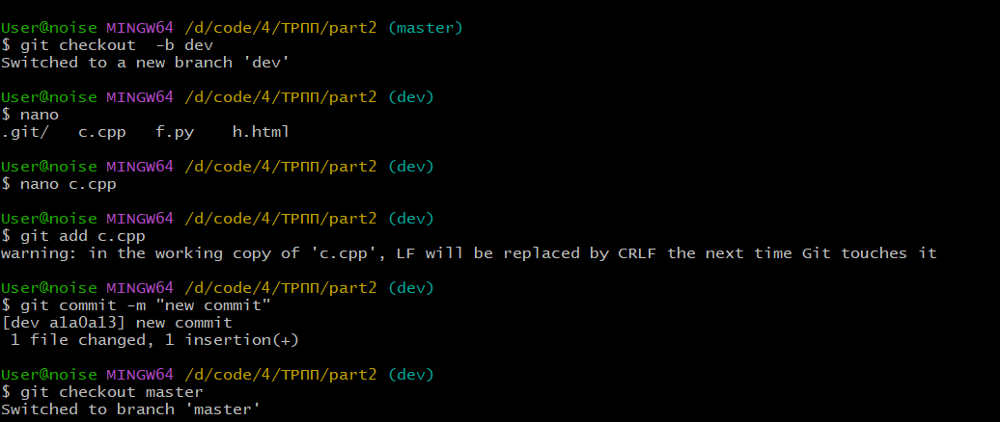 User@noise MINGW64 /d/code/4/ТРПП/part2 (master)
$ git checkout  -b dev
Switched to a new branch 'dev'
User@noise MINGW64 /d/code/4/ТРПП/part2 (dev)
$ nano
.git/   c.cpp   f.py    h.html
User@noise MINGW64 /d/code/4/ТРПП/part2 (dev)
$ nano c.cpp
User@noise MINGW64 /d/code/4/ТРПП/part2 (dev)
$ git add c.cpp
warning: in the working copy of 'c.cpp', LF will be replaced by CRLF the next time Git touches it
User@noise MINGW64 /d/code/4/ТРПП/part2 (dev)
$ git commit -m "new commit"
[dev a1a0a13] new commit
 1 file changed, 1 insertion(+)
User@noise MINGW64 /d/code/4/ТРПП/part2 (dev)
$ git checkout master
Switched to branch 'master'